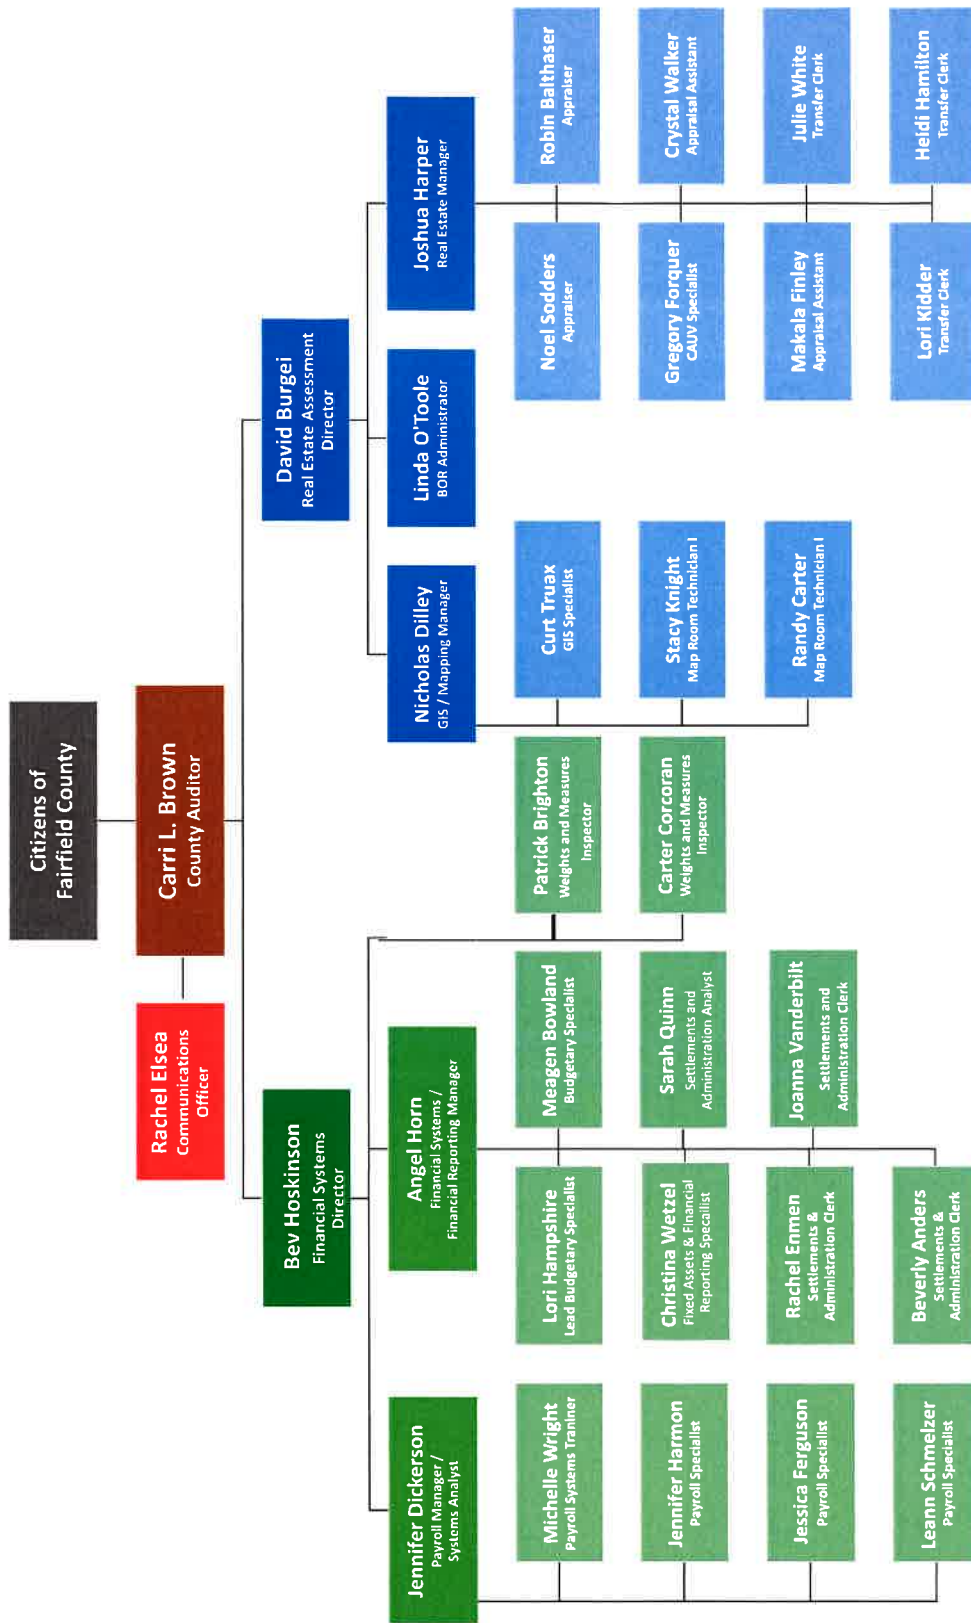 Citizens of
Fairfield County
Carri L. Brown
County Auditor
Rachel Elsea
Communications
Officer
Bev Hoskinson
Financial Systems
Director
David Burgei
Real Estate Assessment
Director
Jennifer Dickerson
Payroll Manager /
Systems Analyst
Angel Horn
Financial Systems /
Financial Reporting Manager
Nicholas Dilley
GIS / Mapping Manager
Linda O'Toole
BOR Administrator
Joshua Harper
Real Estate Manager
Michelle Wright
Payroll Systems Traniner
Jennifer Harmon
Payroll Specialist
Jessica Ferguson
Payroll Specialist
Leann Schmelzer
Payroll Specialist
Lori Hampshire
Lead Budgetary Specialist
Meagen Bowland
Budgetary Specialist
Christina Wetzel
Fixed Assets & Financial
Reporting Specailist
Sarah Quinn
Settlements and
Administration Analyst
Rachel Enmen
Settlements &
Administration Clerk
Joanna Vanderbilt
Settlements and
Administration Clerk
Beverly Anders
Settlements &
Administration Clerk
Patrick Brighton
Weights and Measures
Inspector
Carter Corcoran
Weights and Measures
Inspector
Curt Truax
GIS Specialist
Stacy Knight
Map Room Technician I
Randy Carter
Map Room Technician I
Noel Sodders
Appraiser
Robin Balthaser
Appraiser
Gregory Forquer
CAUV Specialist
Crystal Walker
Appraisal Assistant
Makala Finley
Appraisal Assistant
Julie White
Transfer Clerk
Lori Kidder
Transfer Clerk
Heidi Hamilton
Transfer Clerk